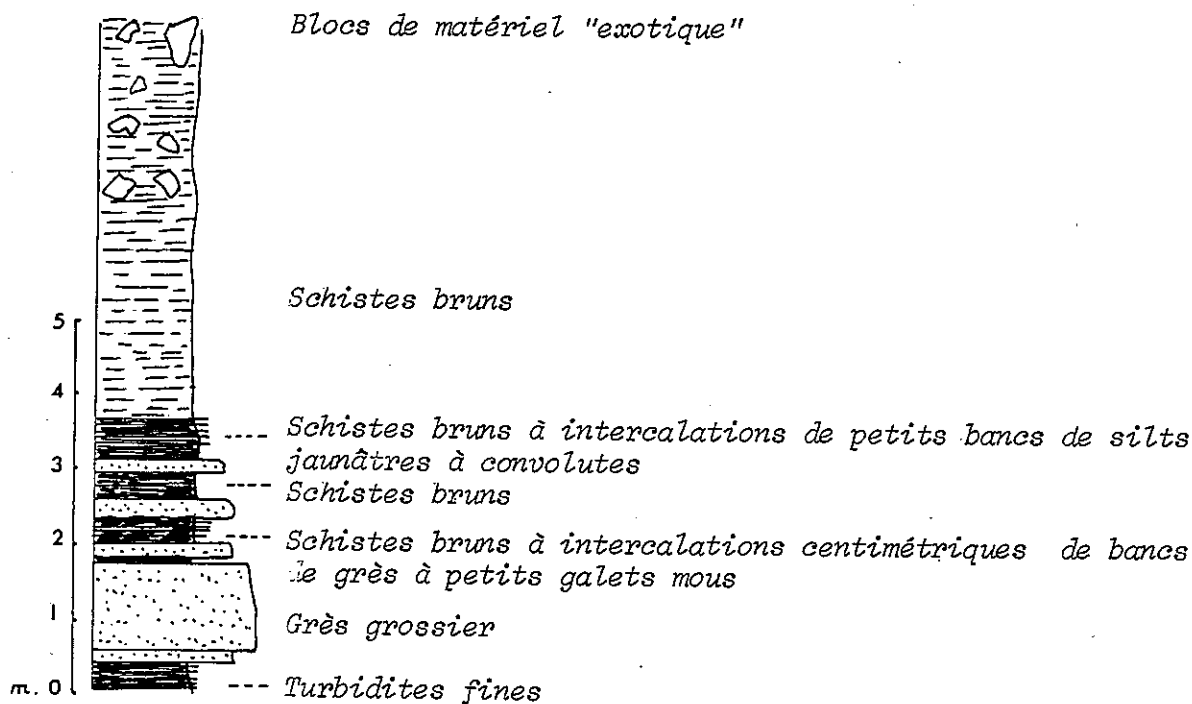 Blocs de matériel "exotique"
Schistes bruns
5
4
Schistes bruns à intercalations de petits bancs de silts
jaunâtres à convolutes
3
Schistes bruns
2
Schistes bruns à intercalations centimétriques de bancs
de grès à petits galets mous
1
Grès grossier
m. 0
Turbidites fines